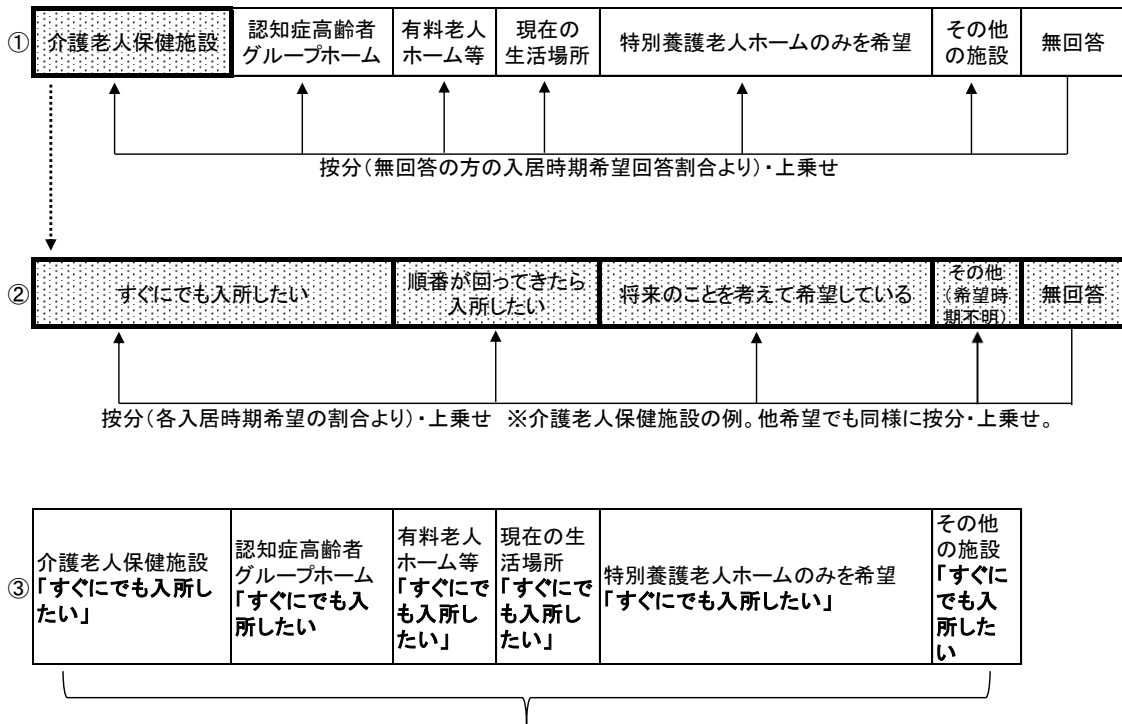 ①
介護老人保健施設
認知症高齢者
グループホーム
有料老人
ホーム等
現在の
生活場所
特別養護老人ホームのみを希望
その他
の施設
無回答
按分(無回答の方の入居時期希望回答割合より)・上乗せ
②
すぐにでも入所したい
順番が回ってきたら
入所したい
将来のことを考えて希望している
その他
(希望時
期不明)
無回答
按分(各入居時期希望の割合より)・上乗せ ※介護老人保健施設の例。他希望でも同様に按分・上乗せ。
③
介護老人保健施設
「すぐにでも入所し
たい」
認知症高齢者
グループホーム
「すぐにでも入
所したい
有料老人
ホーム等
「すぐにで
も入所し
たい」
現在の生
活場所
「すぐにで
も入所し
たい」
特別養護老人ホームのみを希望
「すぐにでも入所したい」
その他
の施設
「すぐに
でも入
所した
い